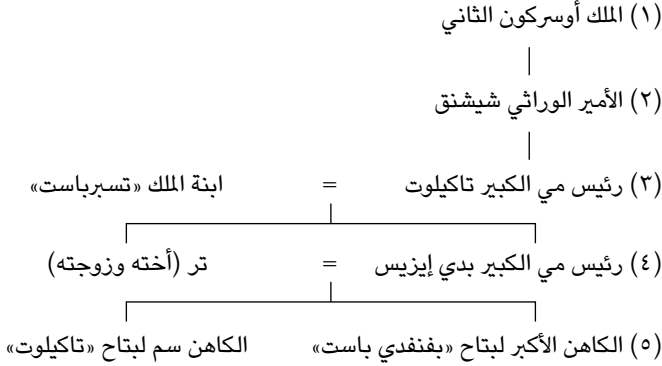 (١) الملك أوسركون الثاني
(٢) الأمير الوراثي شيشنق
(٣) رئيس مي الكبير تاكيلوت = ابنة الملك «تسبرباست»
(٤) رئيس مي الكبير بدي إيزيس = تر (أخته وزوجته)
(٥) الكاهن الأكبر لبتاح «بفنفدي باست» الكاهن سم لبتاح «تاكيلوت»